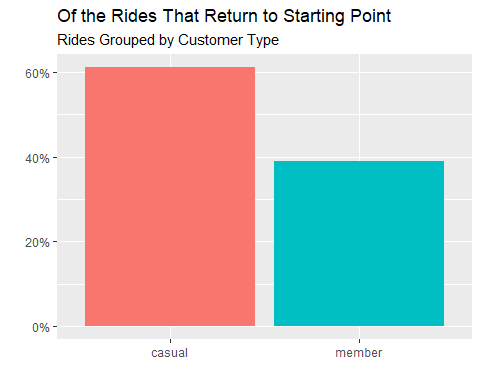 Of the Rides That Return to Starting Point
Rides Grouped by Customer Type
60%
40%
20%
0%
casual member